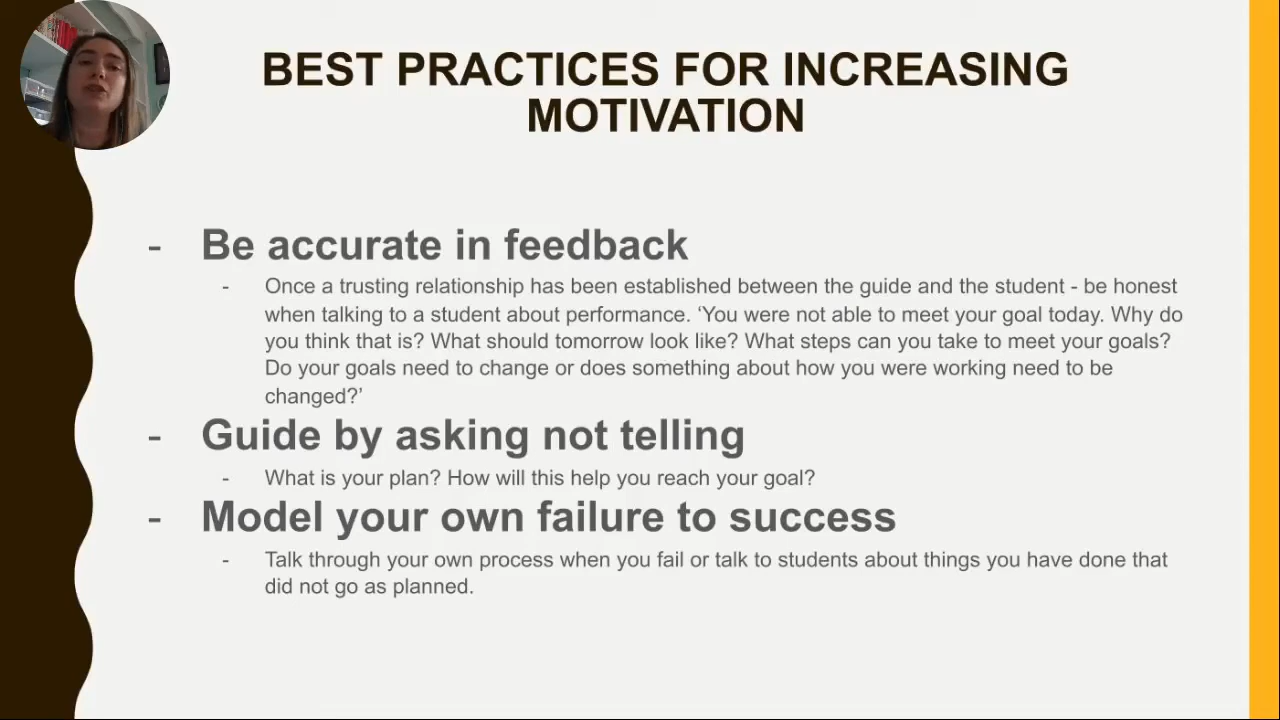 BEST PRACTICES FOR INCREASING
MOTIVATION
- Be accurate in feedback
- Once a trusting relationship has been established between the guide and the student - be honest
when talking to a student about performance. ‘You were not able to meet your goal today. Why do
you think that is? What should tomorrow look like? What steps can you take to meet your goals?
Do your goals need to change or does something about how you were working need to be
changed?’
- Guide by asking not telling
- What is your plan? How will this help you reach your goal?
- Model your own failure to success
- Talk through your own process when you fail or talk to students about things you have done that
did not go as planned.